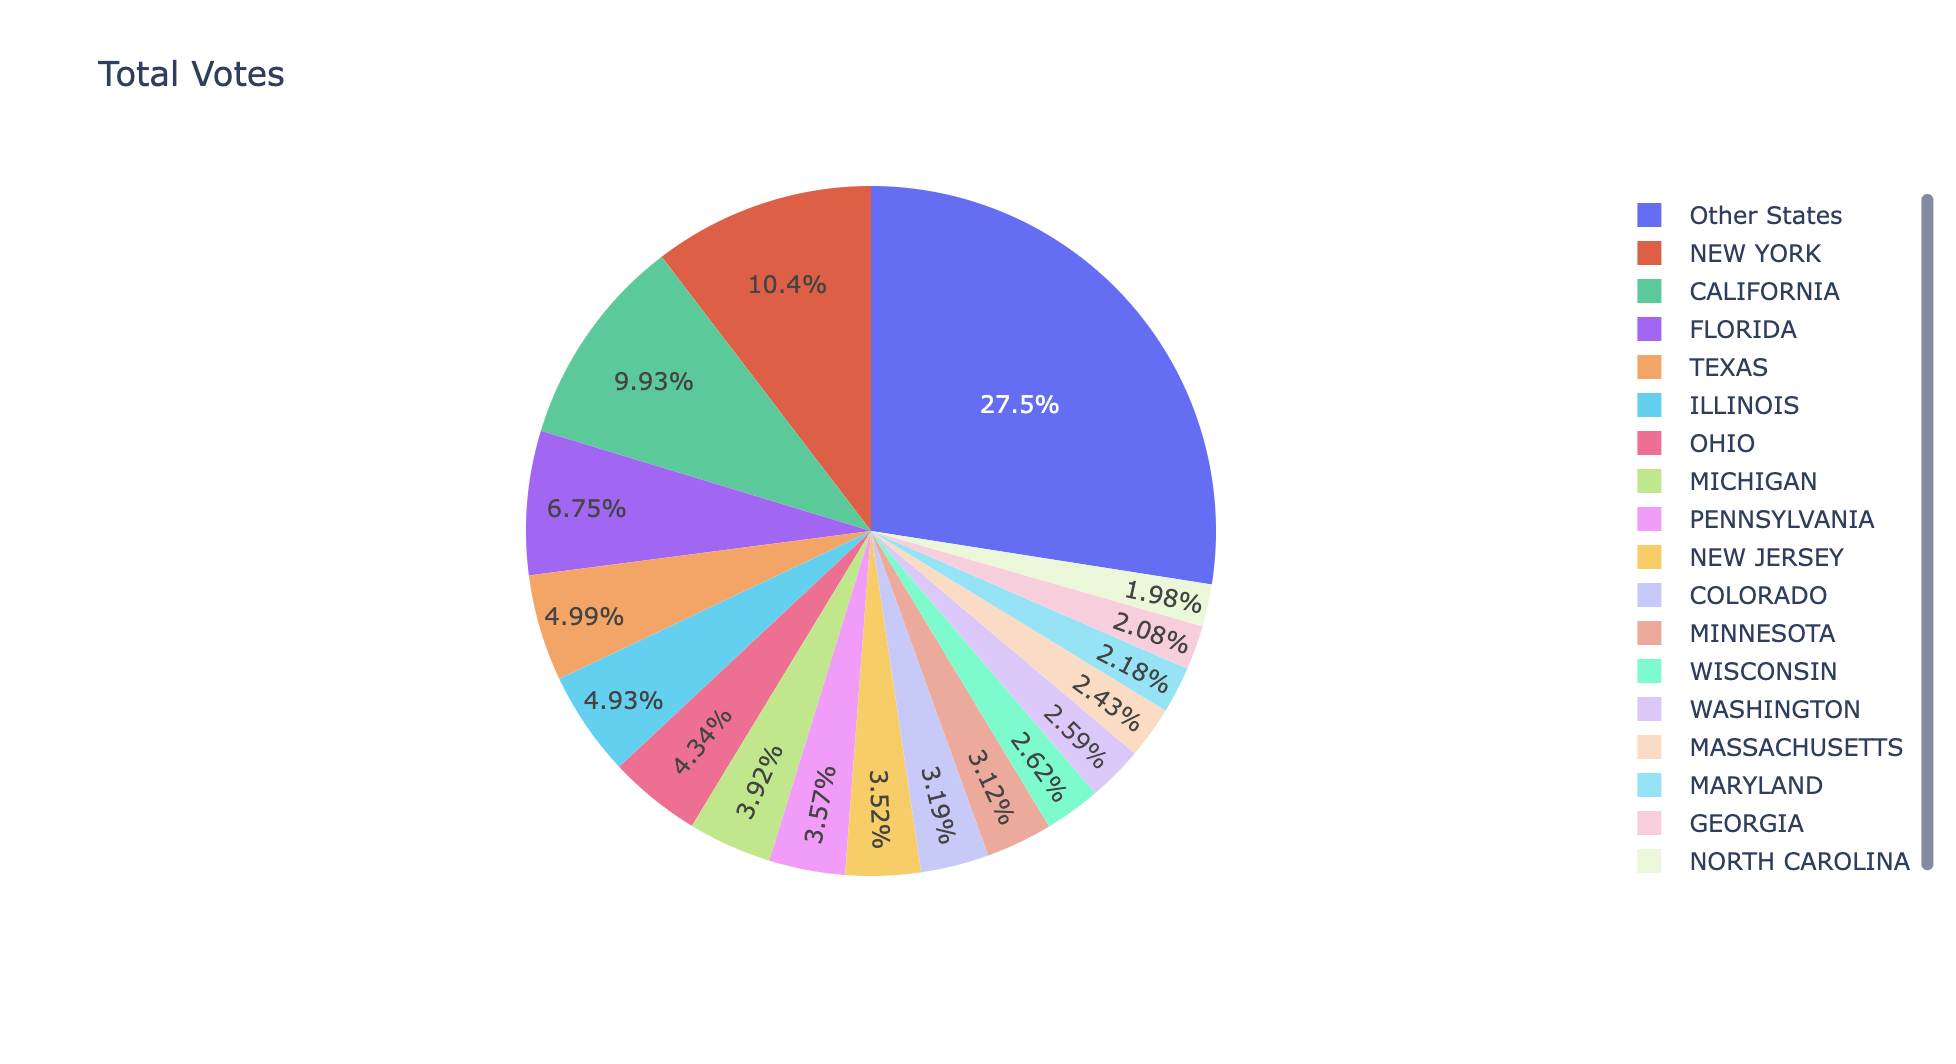 Total Votes
27.5%
10.4%
9.93%
6.75%
4.99%
4.93%
4.34%
3.92%
3.57%
3.52%
3.19%
3.12%
2.62%
2.59%
2.43%
2.18%
2.08%
1.98%
Other States
NEW YORK
CALIFORNIA
FLORIDA
TEXAS
ILLINOIS
OHIO
MICHIGAN
PENNSYLVANIA
NEW JERSEY
COLORADO
MINNESOTA
WISCONSIN
WASHINGTON
MASSACHUSETTS
MARYLAND
GEORGIA
NORTH CAROLINA